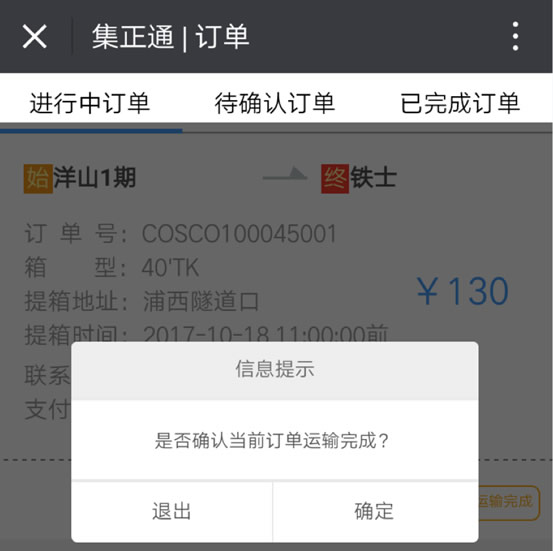 集正通 | 订单
进行中订单 待确认订单 已完成订单
始 洋山1期 终 铁士
订 单 号：COSCO100045001
箱 型：40'TK
¥130
提箱地址：浦西隧道口
提箱时间：2017-10-18 11:00:00前
联系
支付
信息提示
是否确认当前订单运输完成？
退出 确定
运输完成